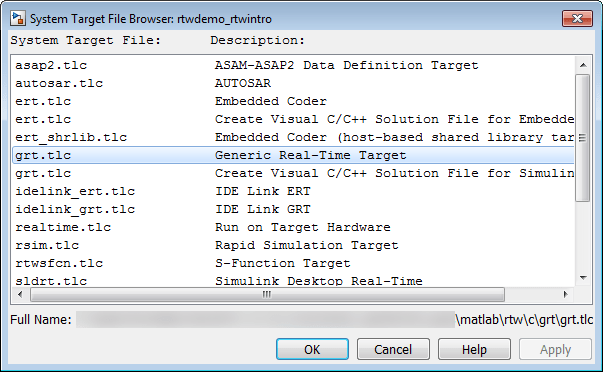 System Target File Browser: rtwdemo_rtwintro
System Target File: Description:
asap2.tlc ASAM-ASAP2 Data Definition Target
autosar.tlc AUTOSAR
ert.tlc Embedded Coder
ert.tlc Create Visual C/C++ Solution File for Embedde
ert_shrlib.tlc Embedded Coder (host-based shared library tar
grt.tlc Generic Real-Time Target
grt.tlc Create Visual C/C++ Solution File for Simulin
idelink_ert.tlc IDE Link ERT
idelink_grt.tlc IDE Link GRT
realtime.tlc Run on Target Hardware
rsim.tlc Rapid Simulation Target
rtwsfcn.tlc S-Function Target
sldrt.tlc Simulink Desktop Real-Time
Full Name: \matlab\rtw\c\grt\grt.tlc
OK Cancel Help Apply